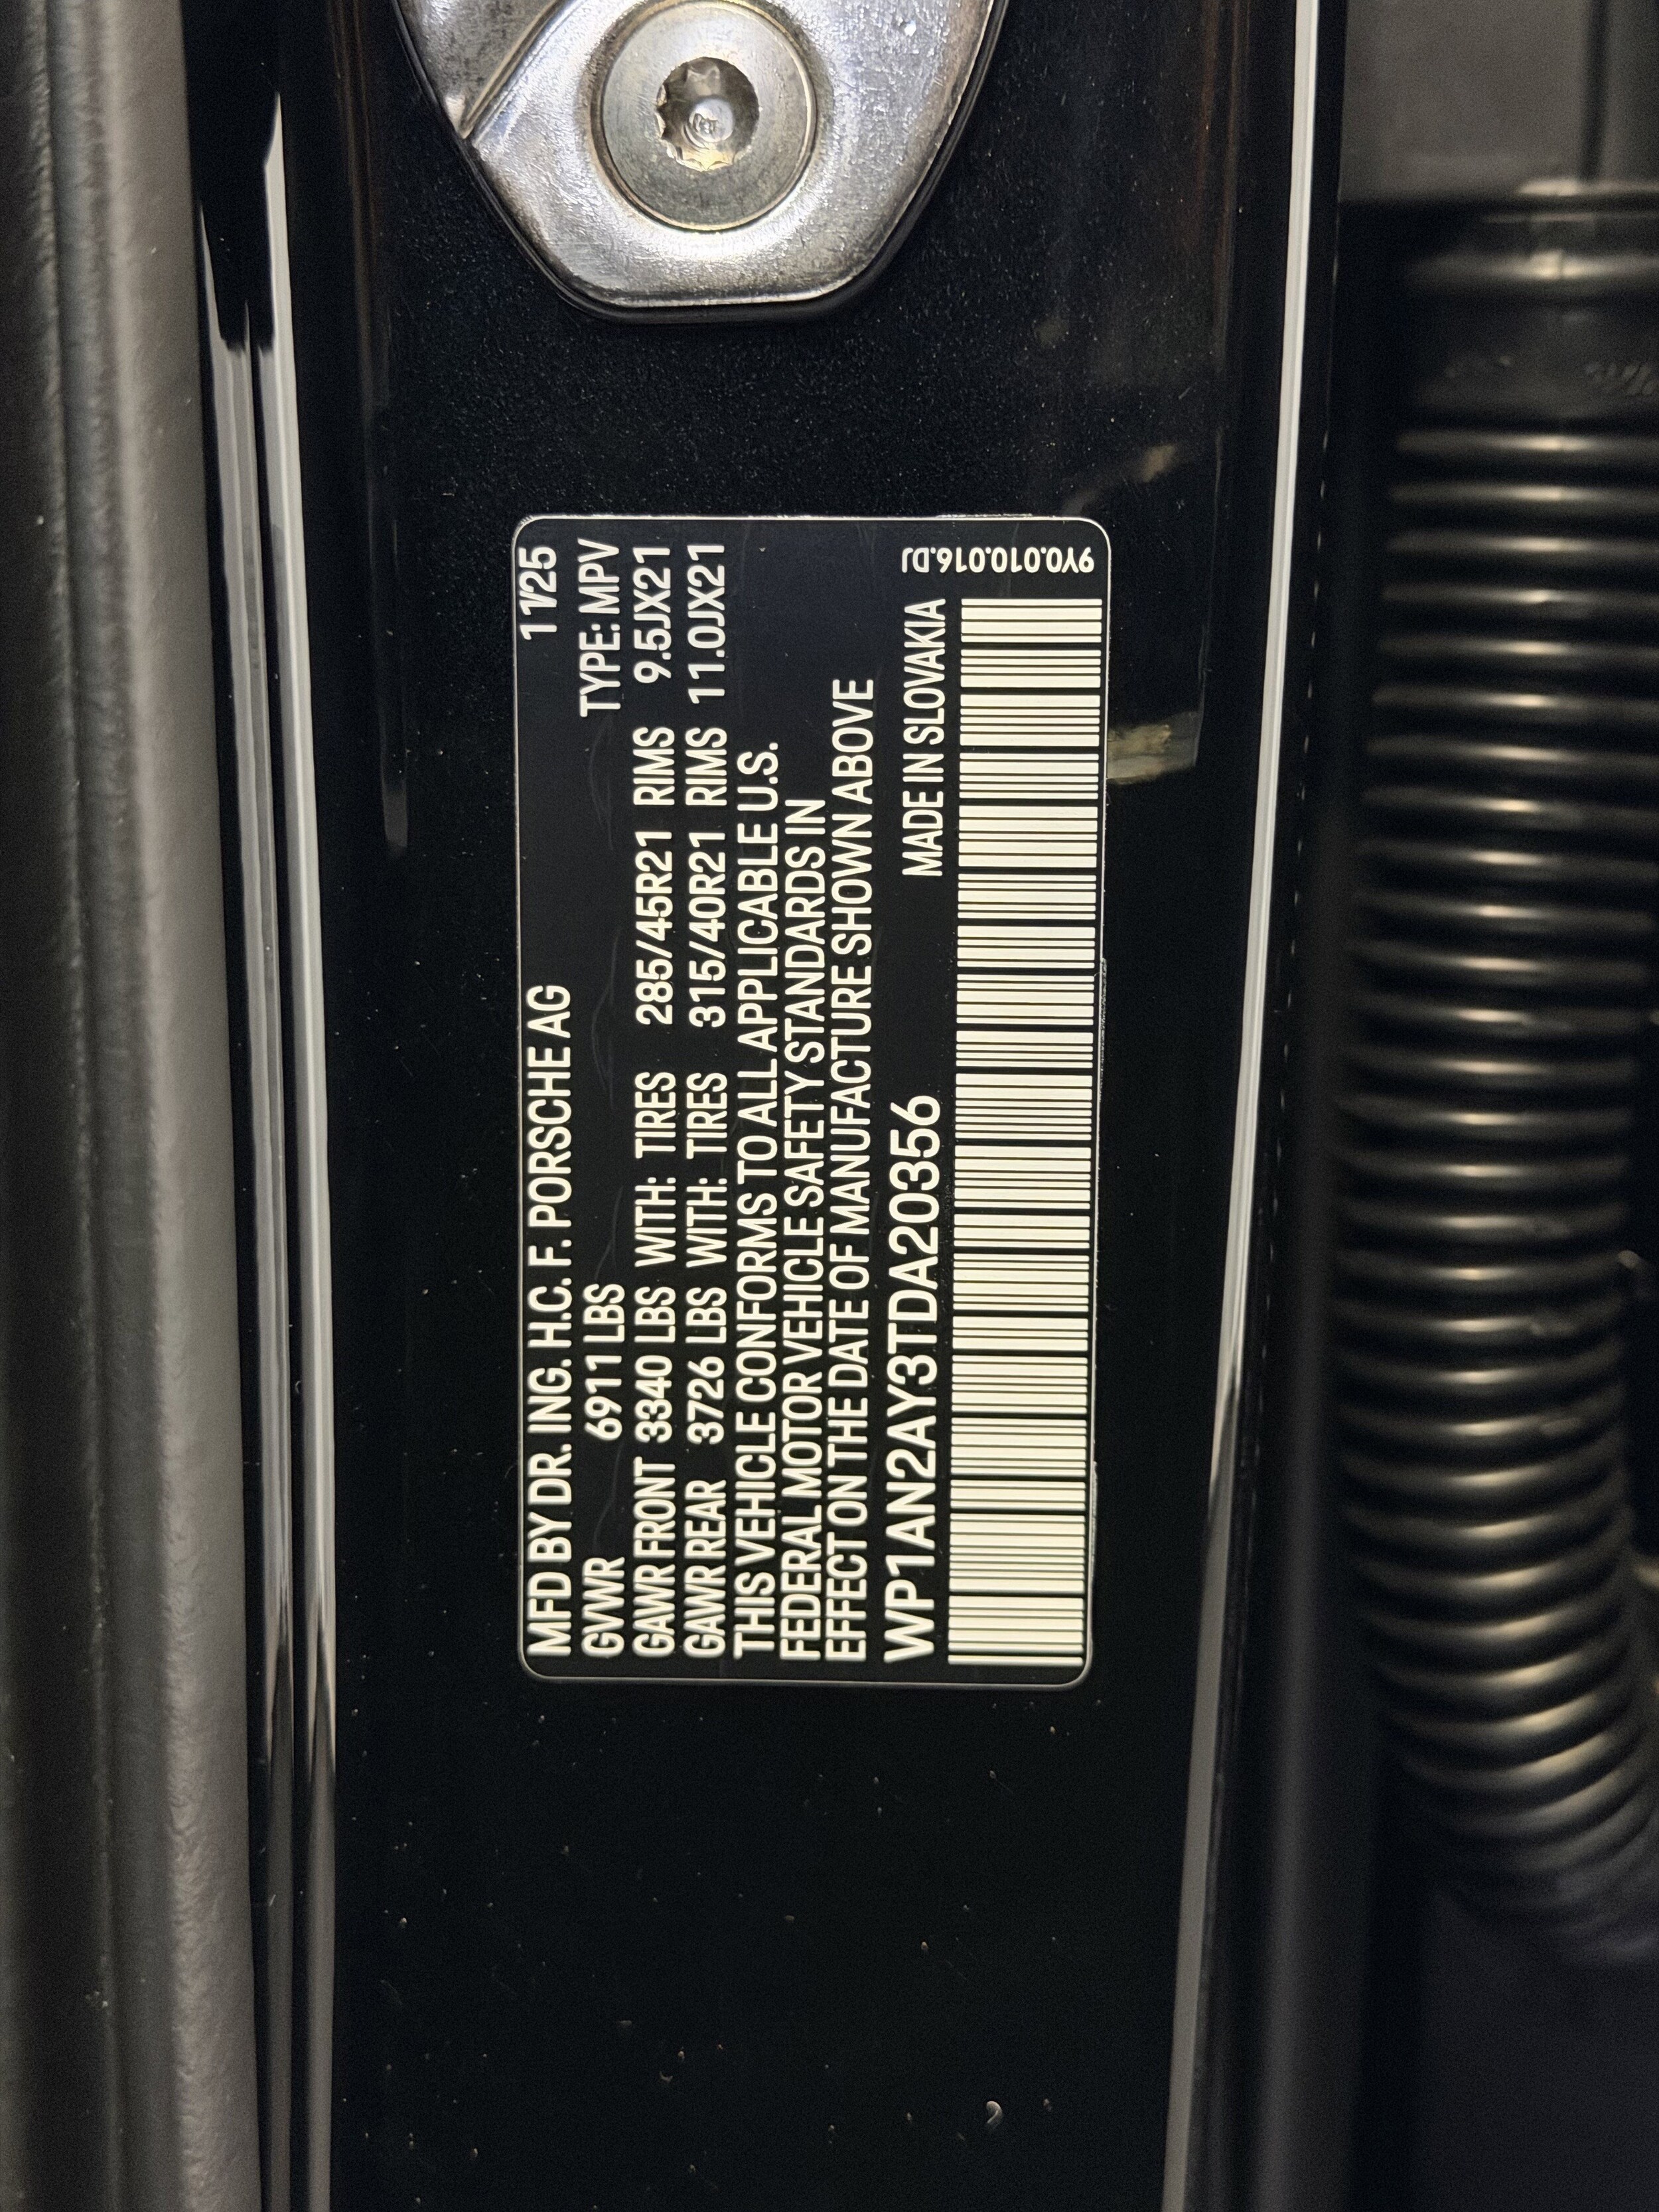 MFD BY DR. ING. H.C. F. PORSCHE AG 11/25
GVWR 6911 LBS TYPE: MPV
GAWR FRONT 3340 LBS WITH: TIRES 285/45R21 RIMS 9.5JX21
GAWR REAR 3726 LBS WITH: TIRES 315/40R21 RIMS 11.0JX21
THIS VEHICLE CONFORMS TO ALL APPLICABLE U.S.
FEDERAL MOTOR VEHICLE SAFETY STANDARDS IN
EFFECT ON THE DATE OF MANUFACTURE SHOWN ABOVE
WP1AN2AY3TDA20356 MADE IN SLOVAKIA
9Y0.010.016.DJ